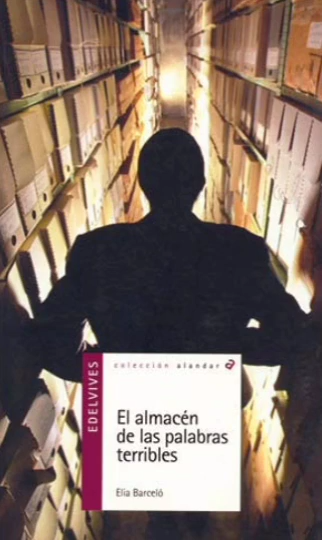 EDELVIVES
colección alandar a
El almacén
de las palabras
terribles
Elia Barceló